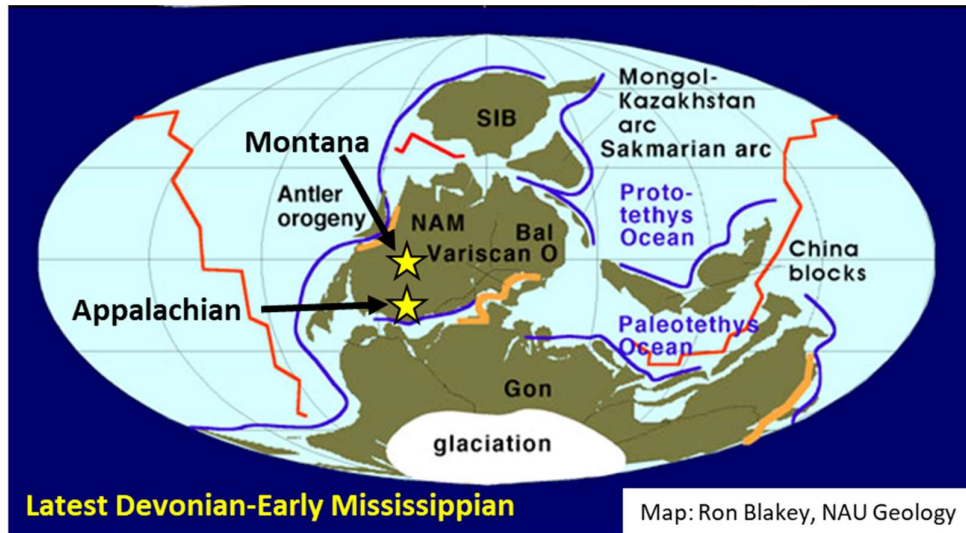 SIB
Mongol-
Kazakhstan
arc
Sakmarian arc
Montana
Antler
orogeny
NAM
Bal
Variscan O
Proto-
tethys
Ocean
China
blocks
Appalachian
Paleotethys
Ocean
Gon
glaciation
Latest Devonian-Early Mississippian
Map: Ron Blakey, NAU Geology